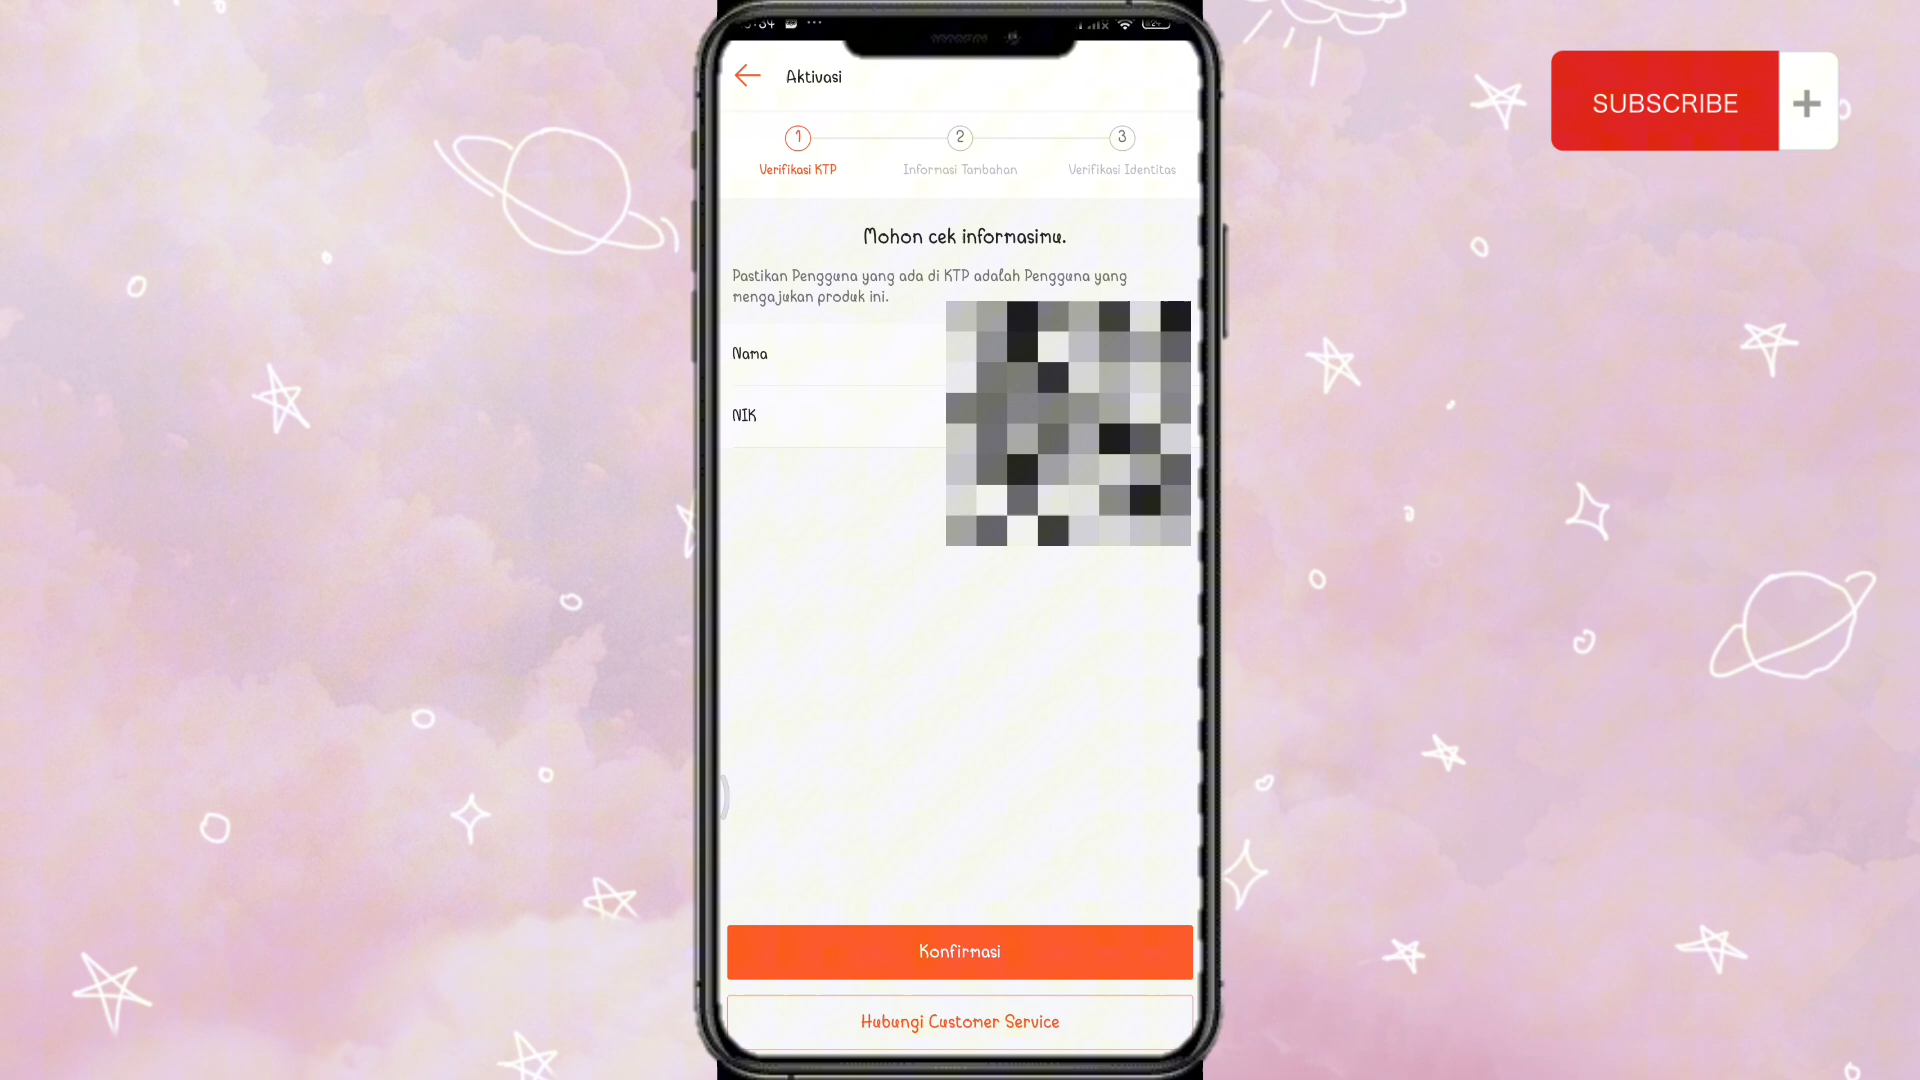 Aktivasi
1 2 3
Verifikasi KTP Informasi Tambahan Verifikasi Identitas
Mohon cek informasimu.
Pastikan Pengguna yang ada di KTP adalah Pengguna yang
mengajukan produk ini.
Nama
NIK
Konfirmasi
Hubungi Customer Service
SUBSCRIBE +